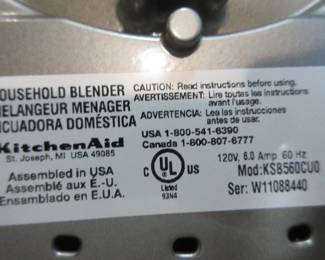 HOUSEHOLD BLENDER
MELANGEUR MENAGER
LICUADORA DOMÉSTICA
KitchenAid
St. Joseph, MI USA 49085
Assembled in USA
Assemblé aux É.-U.
Ensamblado en E.U.A.
CAUTION: Read instructions before using.
AVERTISSEMENT: Lire toutes les instructions
avant l'usage.
ADVERTENCIA: Lea las instrucciones
antes de usar.
USA 1-800-541-6390
Canada 1-800-807-6777
C UL US
Listed
93N4
120V, 6.0 Amp 60 Hz
Mod:KSB560CU0
Ser: W11088440